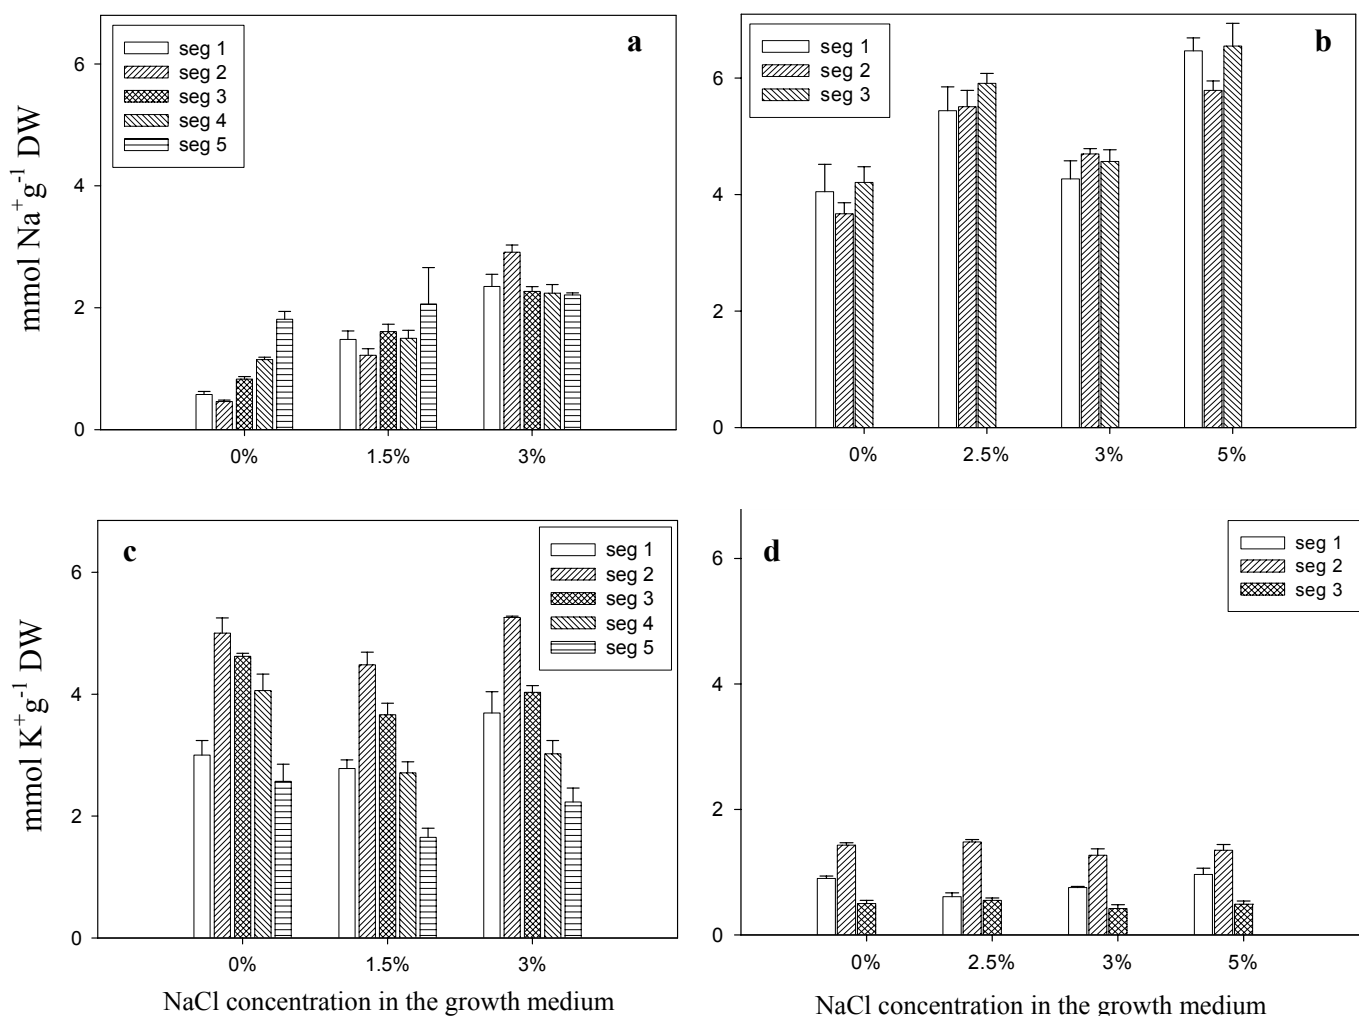 a
seg 1
seg 2
seg 3
seg 4
seg 5
mmol Na⁺g⁻¹ DW
6
4
2
0
0% 1.5% 3%
b
seg 1
seg 2
seg 3
6
4
2
0
0% 2.5% 3% 5%
c
seg 1
seg 2
seg 3
seg 4
seg 5
mmol K⁺g⁻¹ DW
6
4
2
0
0% 1.5% 3%
NaCl concentration in the growth medium
d
seg 1
seg 2
seg 3
6
4
2
0
0% 2.5% 3% 5%
NaCl concentration in the growth medium